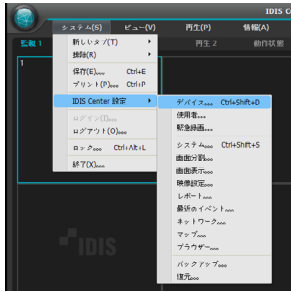 IDIS C
システム(S) ビュー(V) 再生(P) 情報(A)
監視 1 再生 2 動作状態
1
新しいタブ(T)
接続(R)
保存(E)... Ctrl+E
プリント(P)... Ctrl+P
IDIS Center 設定
ログイン(I)...
ログアウト(O)...
ロック... Ctrl+Alt+L
終了(X)...
デバイス... Ctrl+Shift+D
使用者...
緊急録画...
システム... Ctrl+Shift+S
画面分割...
画面表示...
映像設定...
レポート...
最近のイベント...
ネットワーク...
マップ...
ブラウザー...
バックアップ...
復元...
IDIS